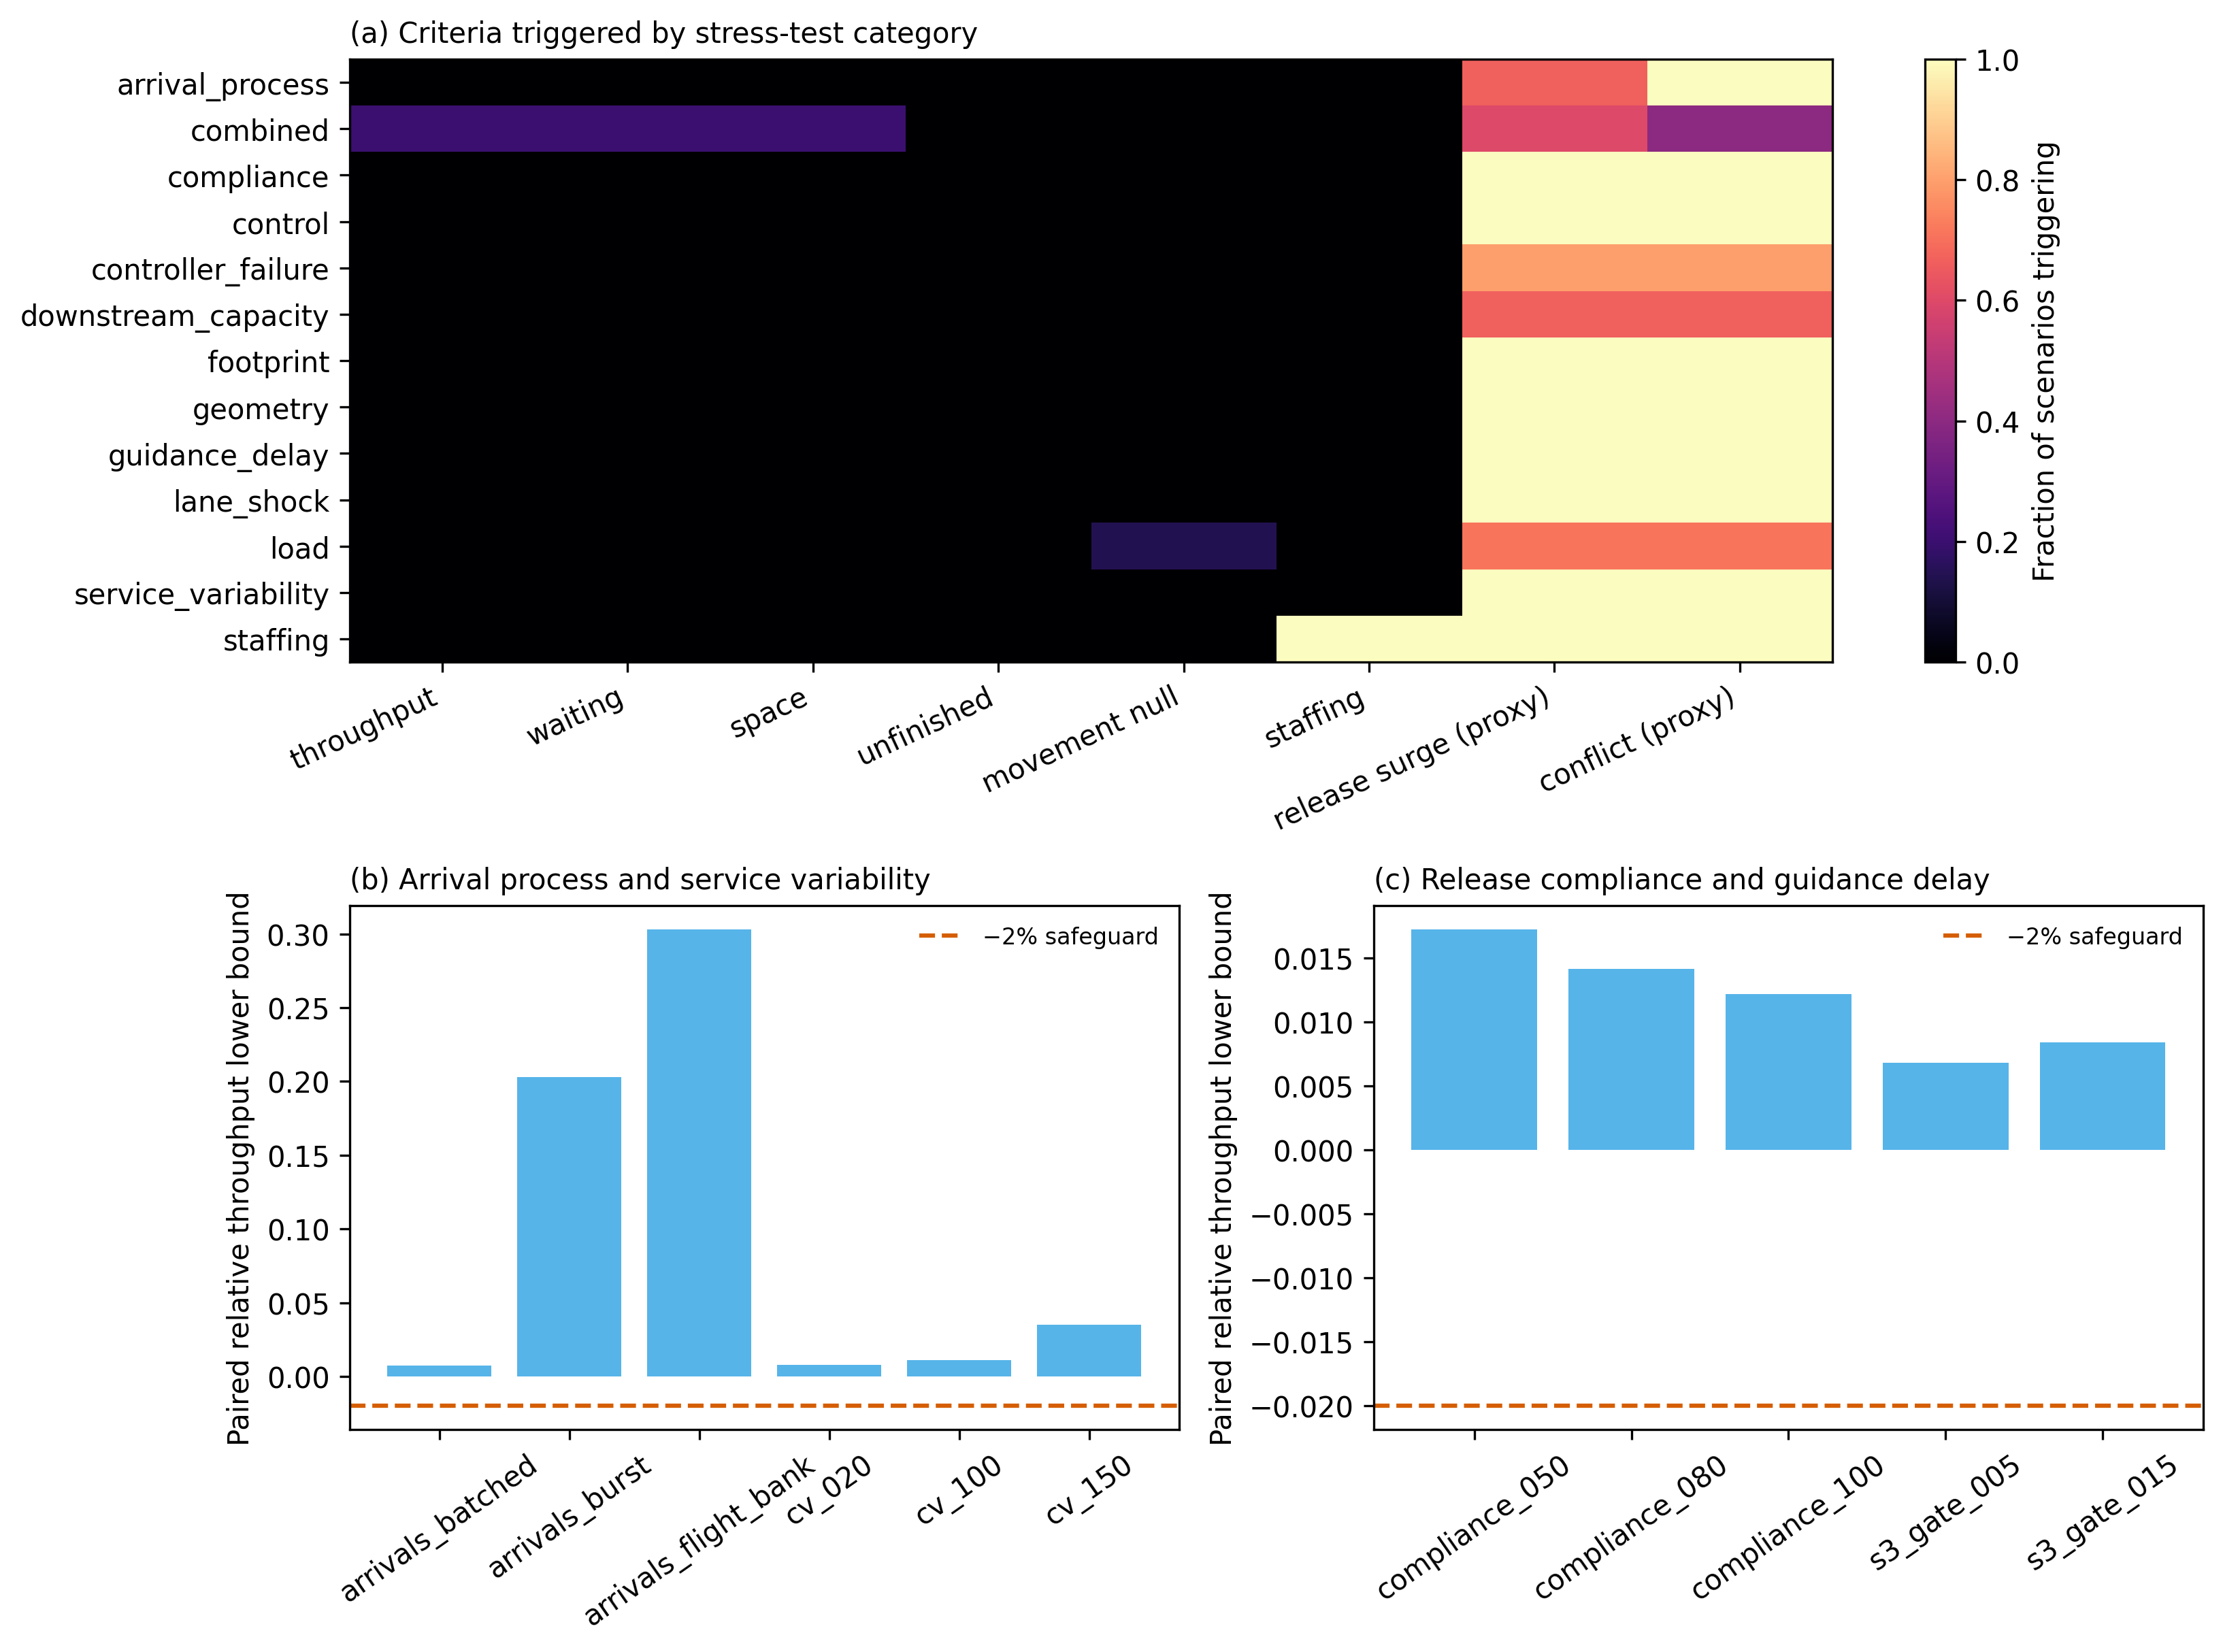 (a) Criteria triggered by stress-test category
arrival_process
combined
compliance
control
controller_failure
downstream_capacity
footprint
geometry
guidance_delay
lane_shock
load
service_variability
staffing
throughput
waiting
space
unfinished
movement null
staffing
release surge (proxy)
conflict (proxy)
1.0
0.8
0.6
0.4
0.2
0.0
Fraction of scenarios triggering
(b) Arrival process and service variability
Paired relative throughput lower bound
0.30
0.25
0.20
0.15
0.10
0.05
0.00
−2% safeguard
arrivals_batched
arrivals_burst
arrivals_flight_bank
cv_020
cv_100
cv_150
(c) Release compliance and guidance delay
Paired relative throughput lower bound
0.015
0.010
0.005
0.000
−0.005
−0.010
−0.015
−0.020
−2% safeguard
compliance_050
compliance_080
compliance_100
s3_gate_005
s3_gate_015